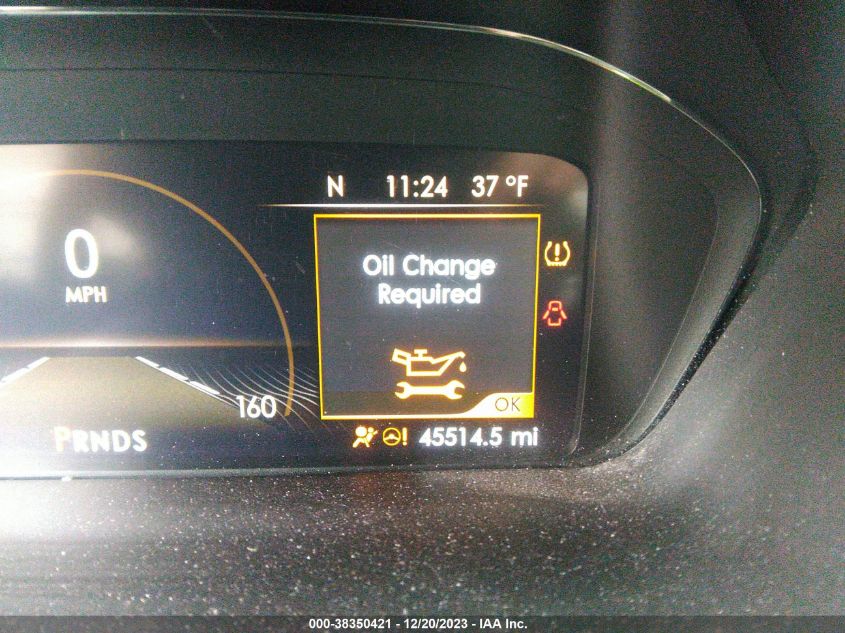 N 11:24 37 °F
Oil Change
Required
0
MPH
160
OK
PRNDS
45514.5 mi
000-38350421 - 12/20/2023 - IAA Inc.